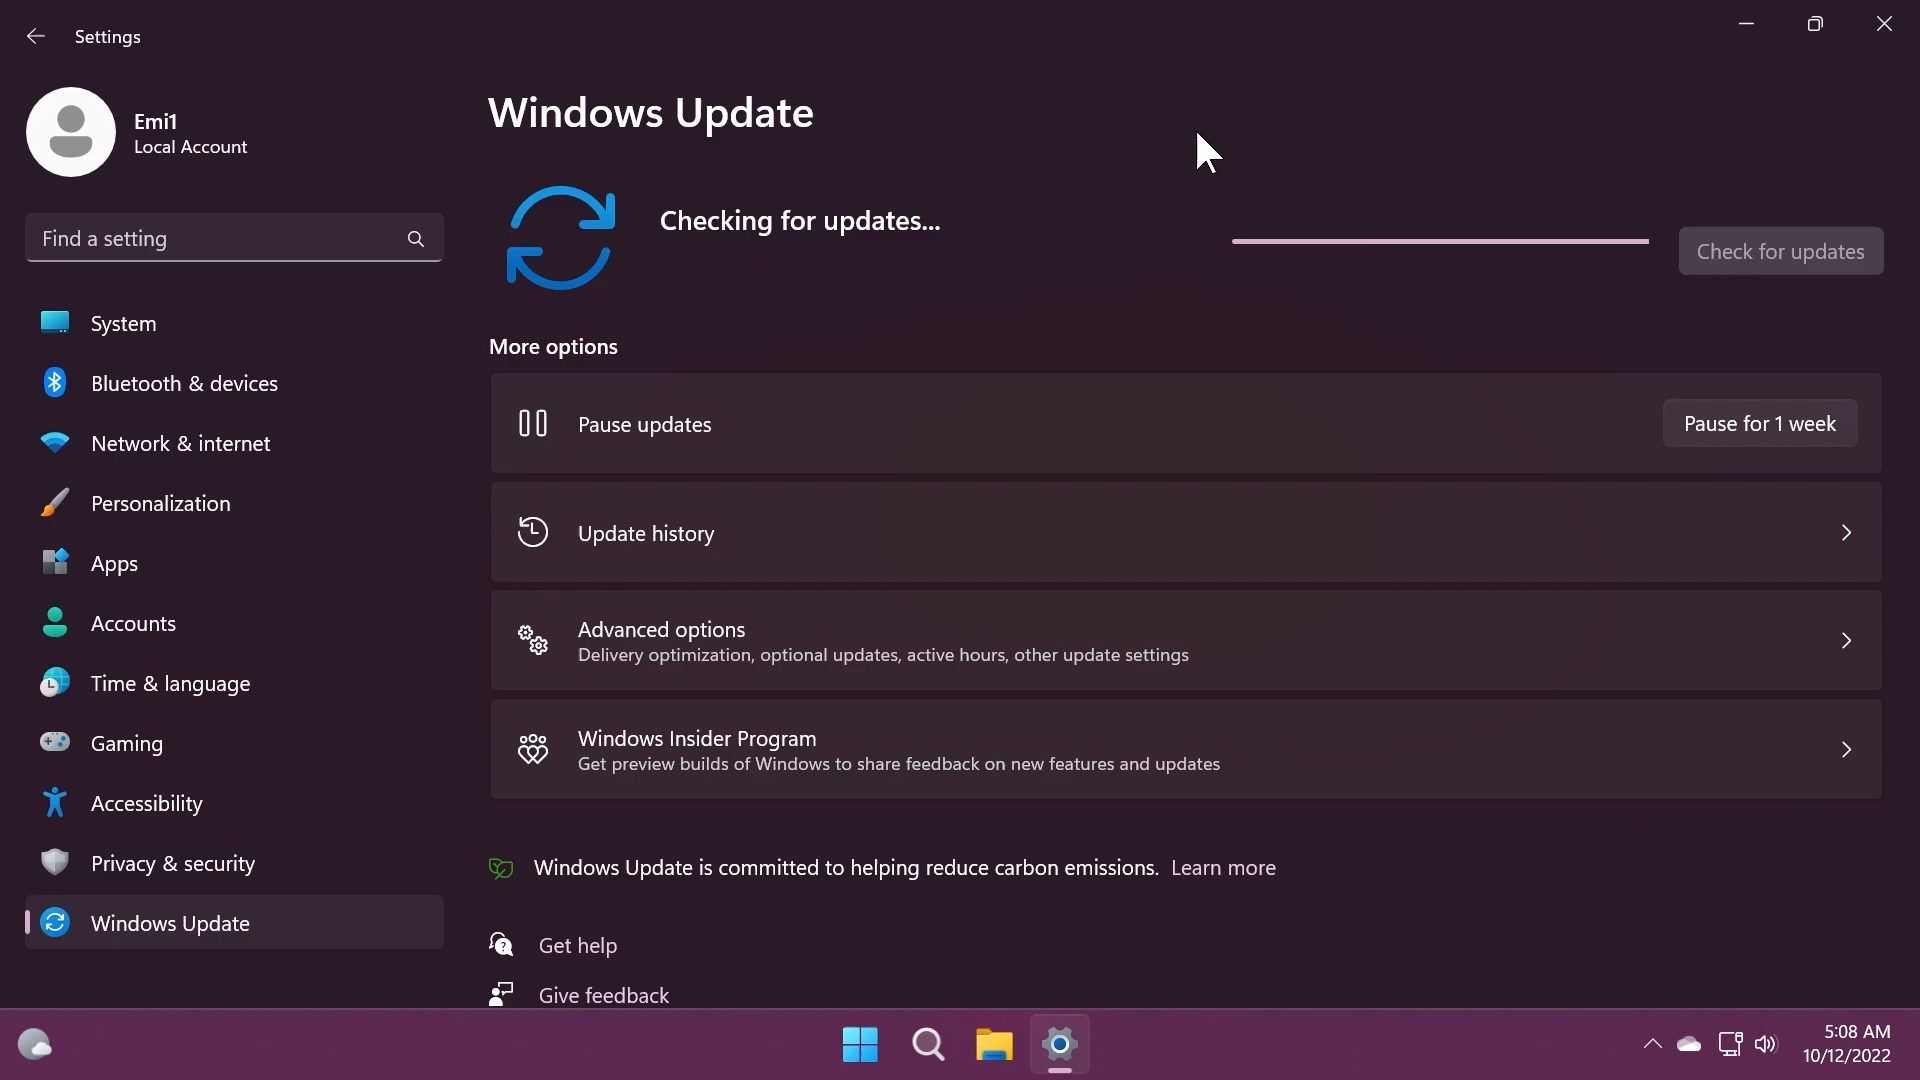 Settings
Emi1
Local Account
Find a setting
System
Bluetooth & devices
Network & internet
Personalization
Apps
Accounts
Time & language
Gaming
Accessibility
Privacy & security
Windows Update
Windows Update
Checking for updates...
Check for updates
More options
Pause updates
Pause for 1 week
Update history
Advanced options
Delivery optimization, optional updates, active hours, other update settings
Windows Insider Program
Get preview builds of Windows to share feedback on new features and updates
Windows Update is committed to helping reduce carbon emissions. Learn more
Get help
Give feedback
5:08 AM
10/12/2022